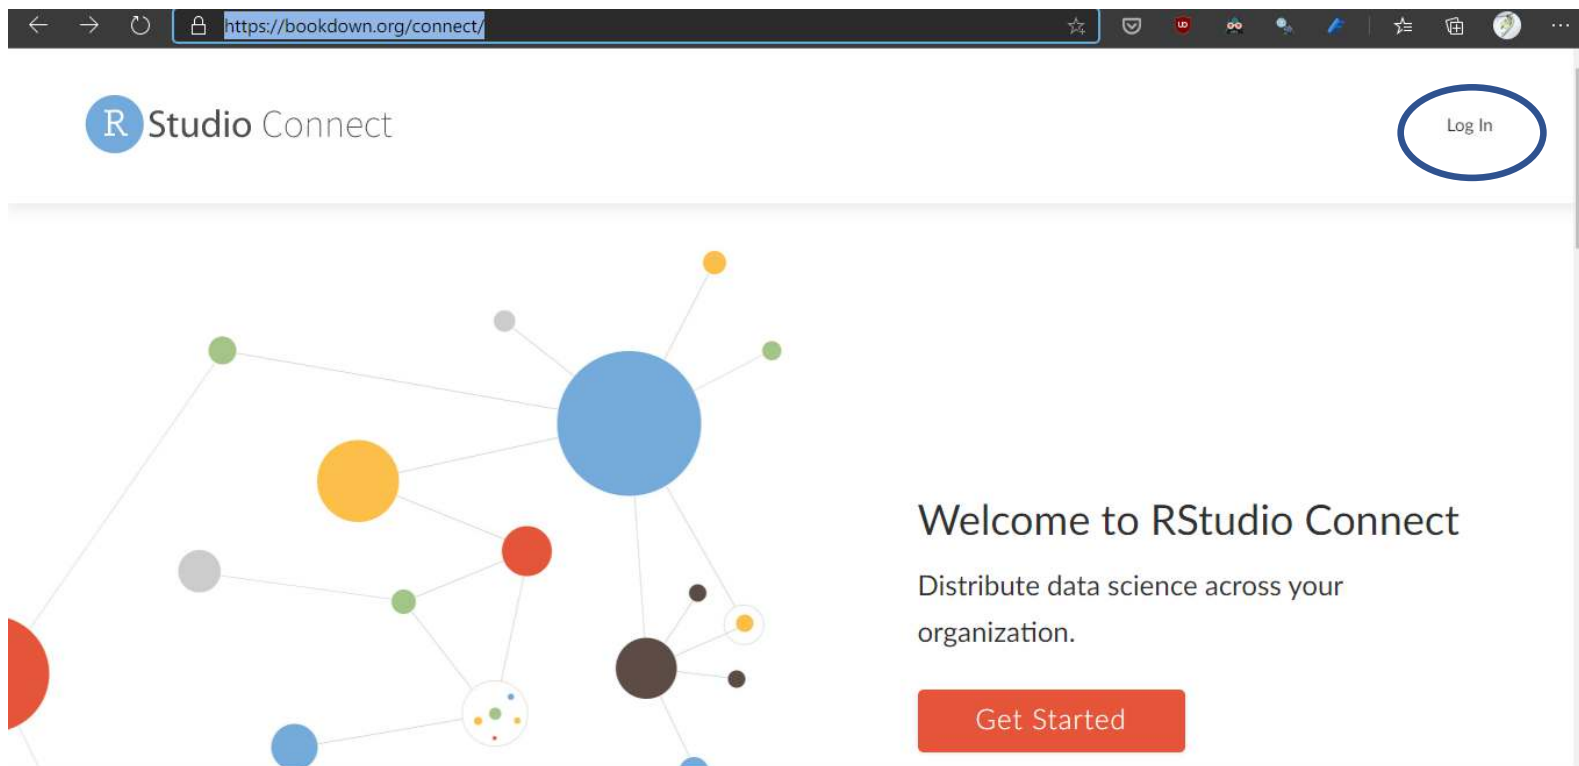 https://bookdown.org/connect/
R Studio Connect
Log In
Welcome to RStudio Connect
Distribute data science across your
organization.
Get Started